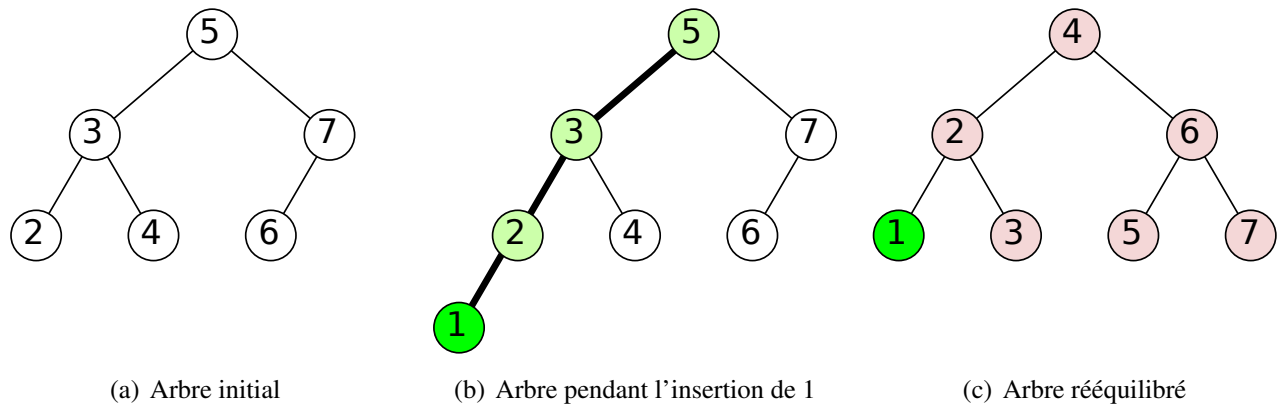 5 5 4
3 7 3 7 2 6
2 4 6 2 4 6 1 3 5 7
1
(a) Arbre initial (b) Arbre pendant l'insertion de 1 (c) Arbre rééquilibré